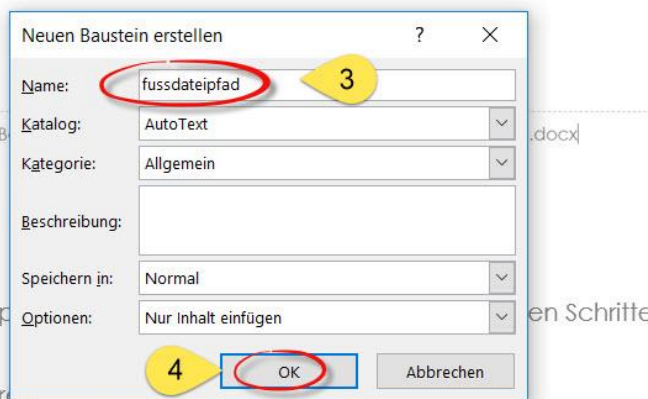 Neuen Baustein erstellen ? X
Name: fussdateipfad 3
Katalog: AutoText
.docx
Kategorie: Allgemein
Beschreibung:
Speichern in: Normal
Optionen: Nur Inhalt einfügen
en Schritte
4 OK Abbrechen